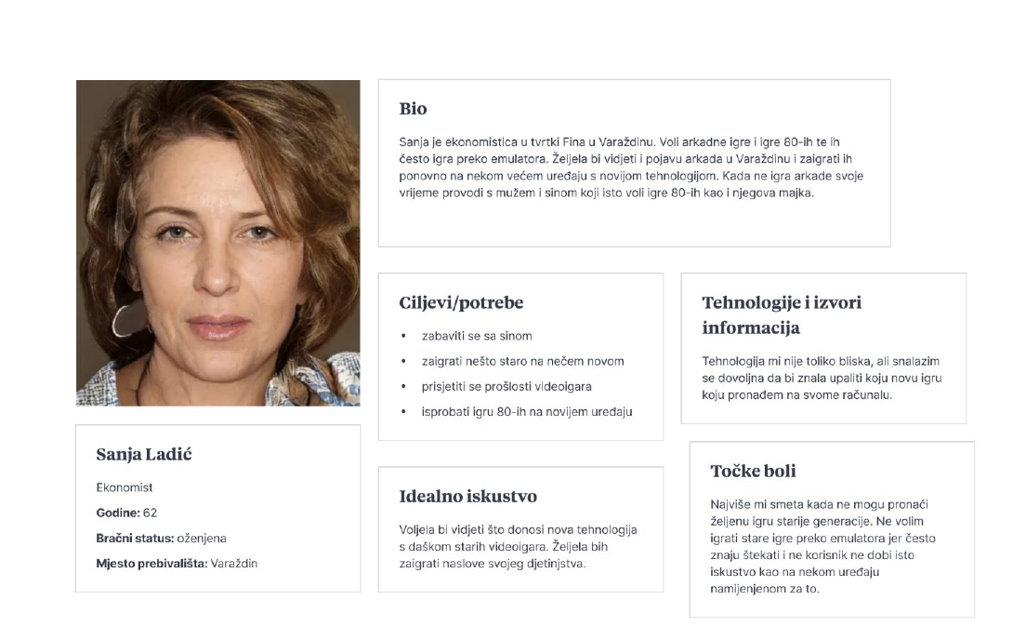 Bio
Sanja je ekonomistica u tvrtki Fina u Varaždinu. Voli arkadne igre i igre 80-ih te ih
često igra preko emulatora. Željela bi vidjeti i pojavu arkada u Varaždinu i zaigrati ih
ponovno na nekom većem uređaju s novijom tehnologijom. Kada ne igra arkade svoje
vrijeme provodi s mužem i sinom koji isto voli igre 80-ih kao i njegova majka.
Ciljevi/potrebe
• zabaviti se sa sinom
• zaigrati nešto staro na nečem novom
• prisjetiti se prošlosti videoigara
• isprobati igru 80-ih na novijem uređaju
Tehnologije i izvori
informacija
Tehnologija mi nije toliko bliska, ali snalazim
se dovoljna da bi znala upaliti koju novu igru
koju pronađem na svome računalu.
Sanja Ladić
Ekonomist
Godine: 62
Bračni status: oženjena
Mjesto prebivališta: Varaždin
Idealno iskustvo
Voljela bi vidjeti što donosi nova tehnologija
s daškom starih videoigara. Željela bih
zaigrati naslove svojeg djetinjstva.
Točke boli
Najviše mi smeta kada ne mogu pronaći
željenu igru starije generacije. Ne volim
igrati stare igre preko emulatora jer često
znaju štekati i ne korisnik ne dobi isto
iskustvo kao na nekom uređaju
namijenjenom za to.